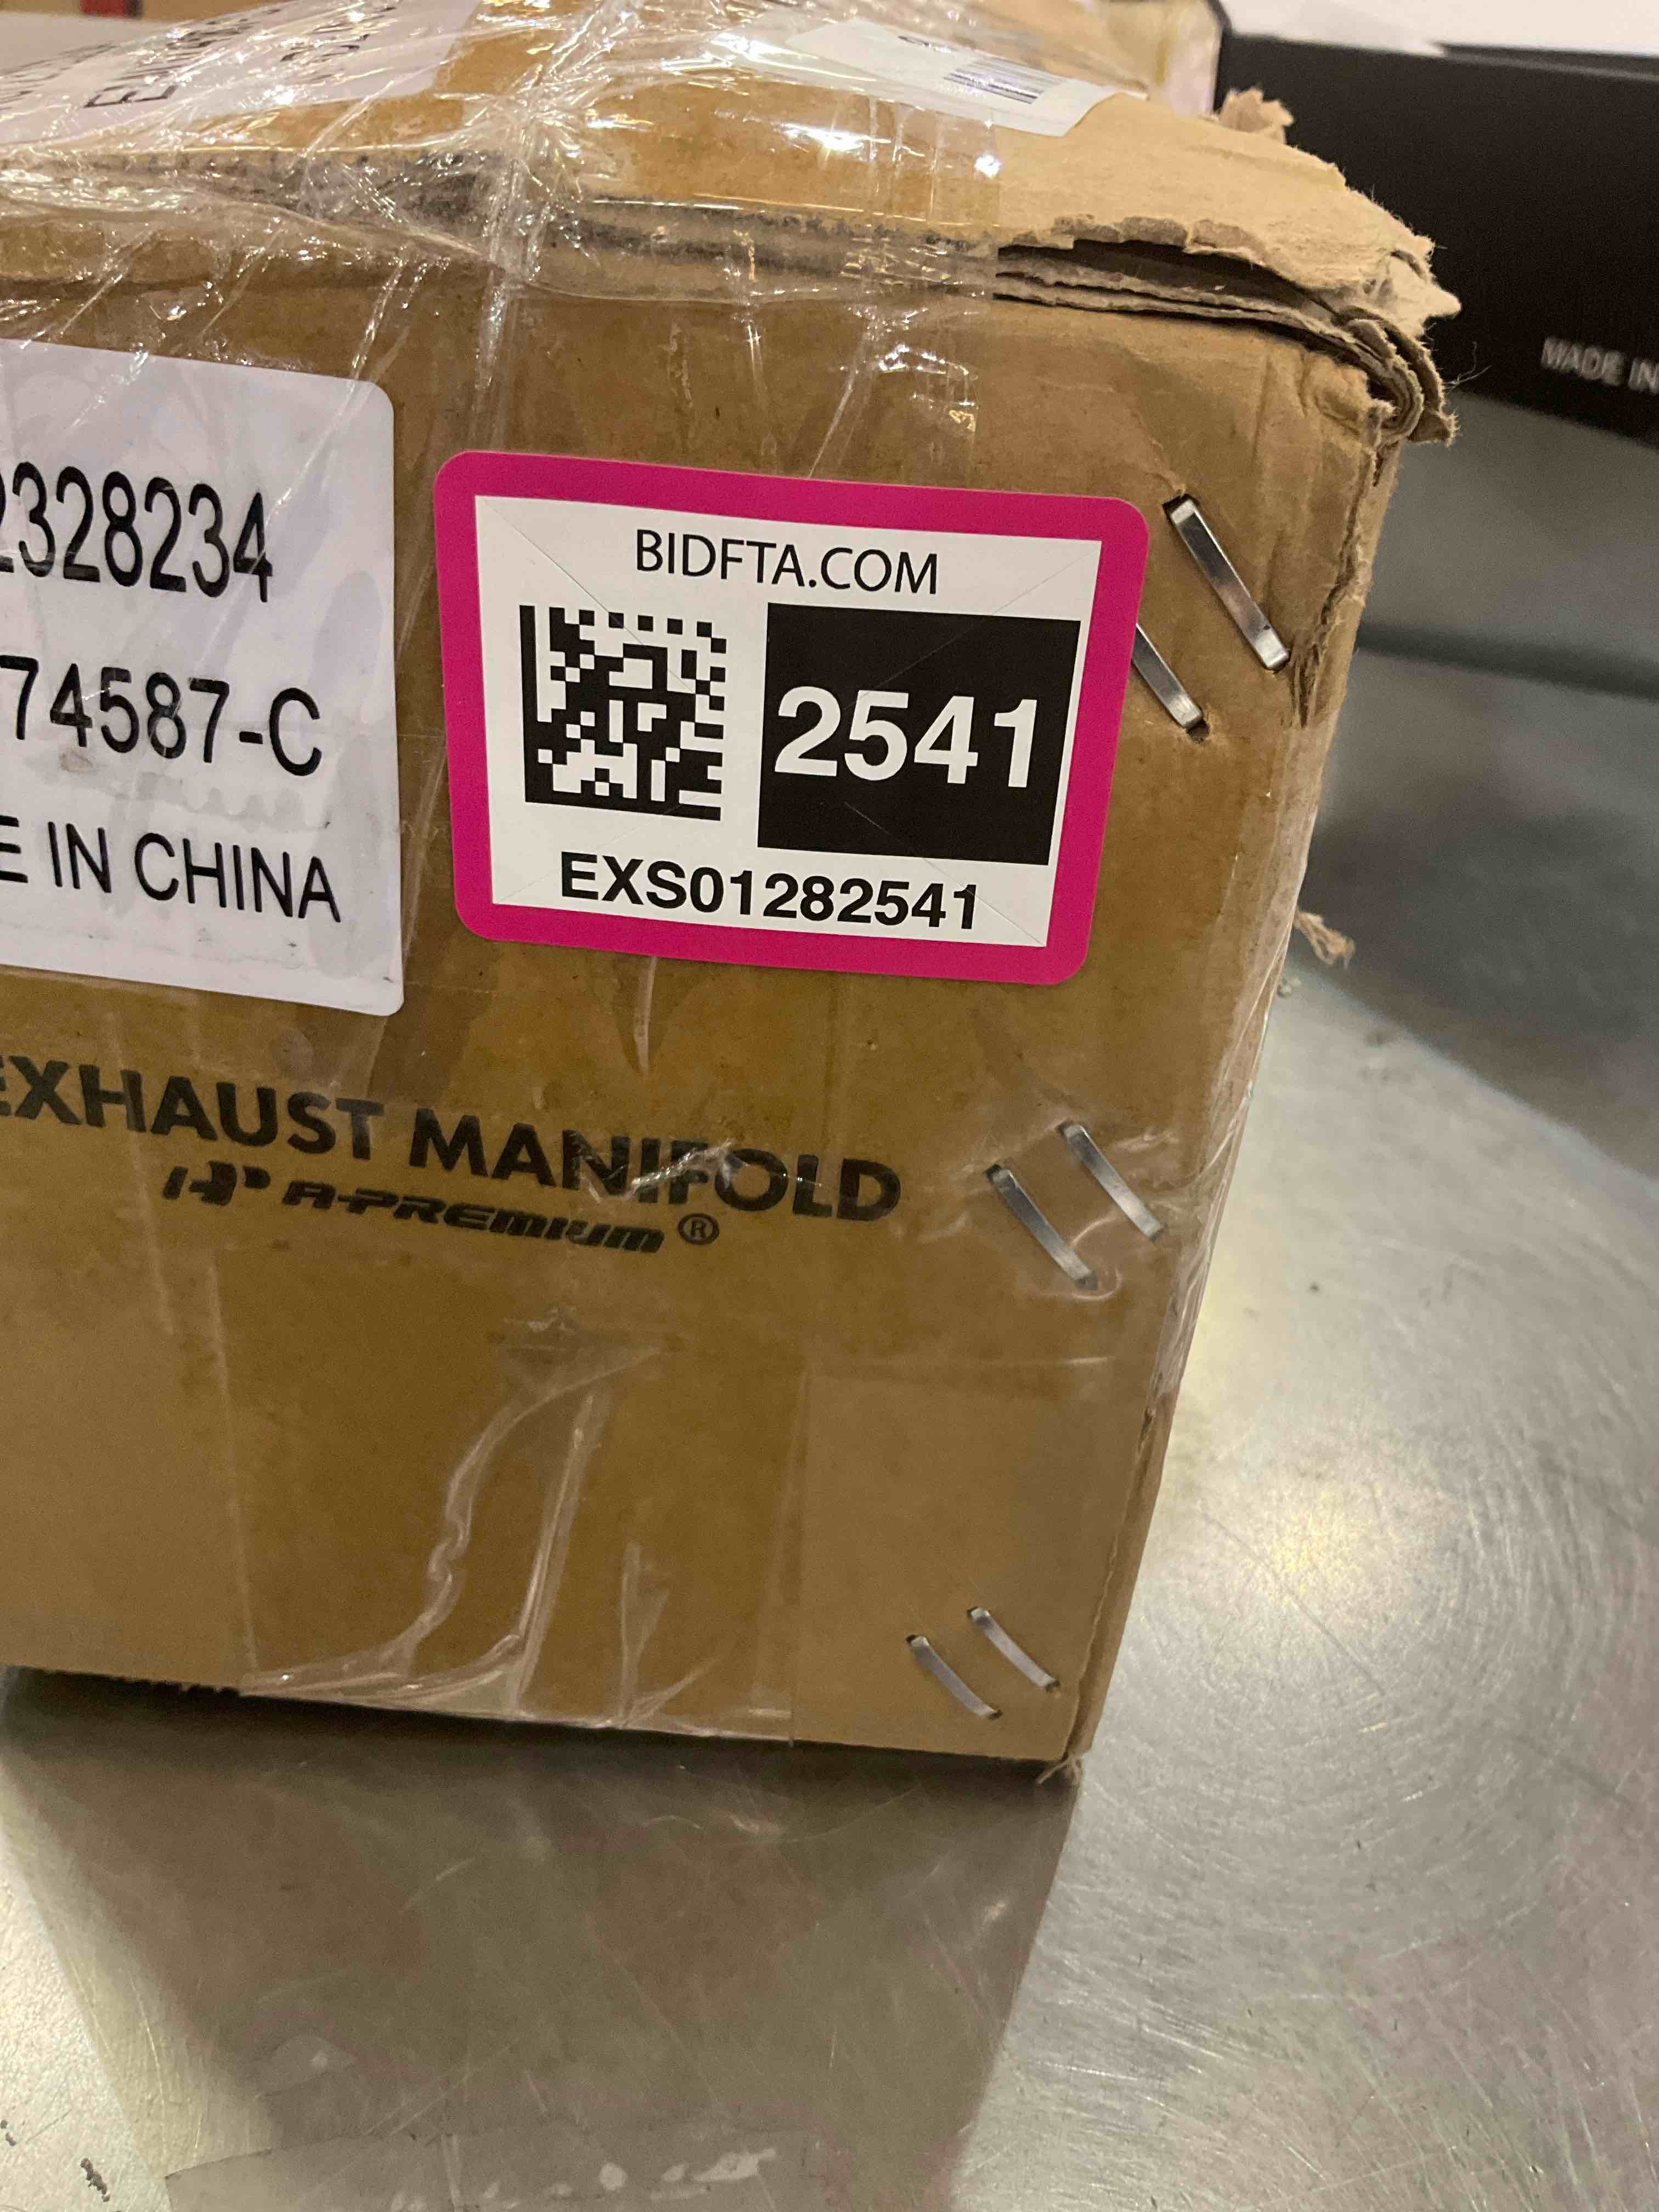 2328234
74587-C
E IN CHINA
BIDFTA.COM
2541
EXS01282541
EXHAUST MANIFOLD
A-PREMIUM®
MADE IN